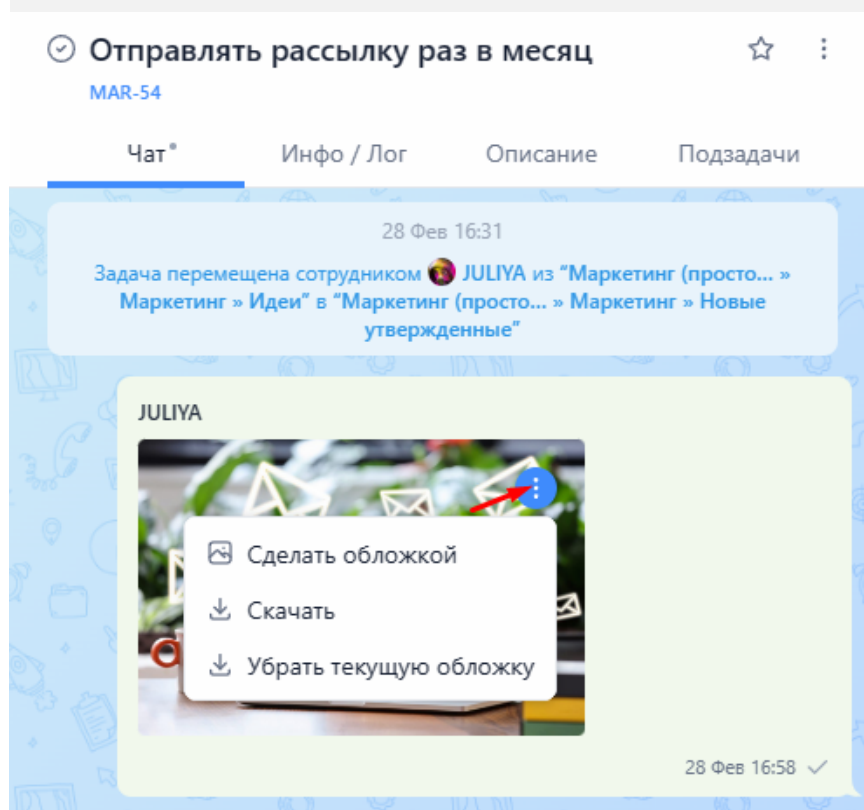 Отправлять рассылку раз в месяц
MAR-54
Чат
Инфо / Лог
Описание
Подзадачи
28 Фев 16:31
Задача перемещена сотрудником JULIYA из “Маркетинг (просто... »
Маркетинг » Идеи” в “Маркетинг (просто... » Маркетинг » Новые
утвержденные”
JULIYA
Сделать обложкой
Скачать
Убрать текущую обложку
28 Фев 16:58